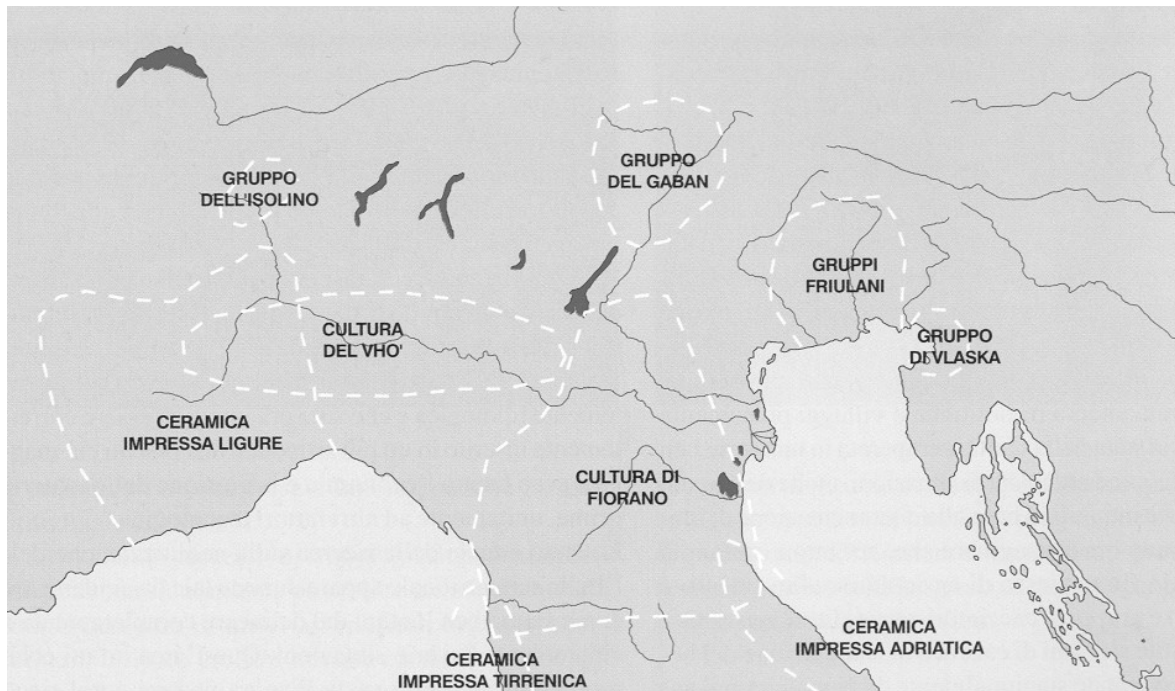 GRUPPO
DELL'ISOLINO
GRUPPO
DEL GABAN
GRUPPI
FRIULANI
CULTURA
DEL VHO'
GRUPPO
DI VLASKA
CERAMICA
IMPRESSA LIGURE
CULTURA DI
FIORANO
CERAMICA
IMPRESSA ADRIATICA
CERAMICA
IMPRESSA TIRRENICA